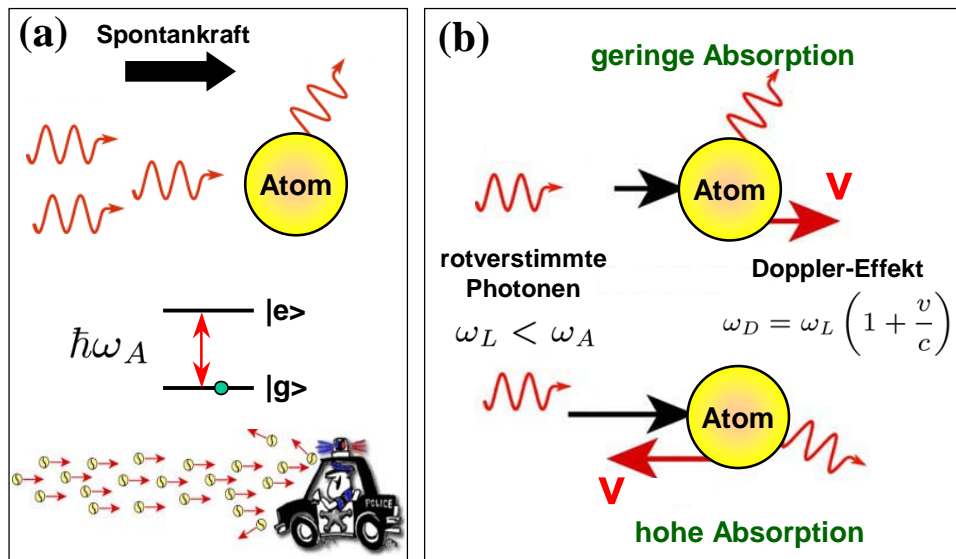 (a)
Spontankraft
Atom
ħω_A
|e>
|g>
POLICE
(b)
geringe Absorption
Atom
V
rotverstimmte
Photonen
ω_L < ω_A
Doppler-Effekt
ω_D = ω_L (1 + v/c)
Atom
V
hohe Absorption